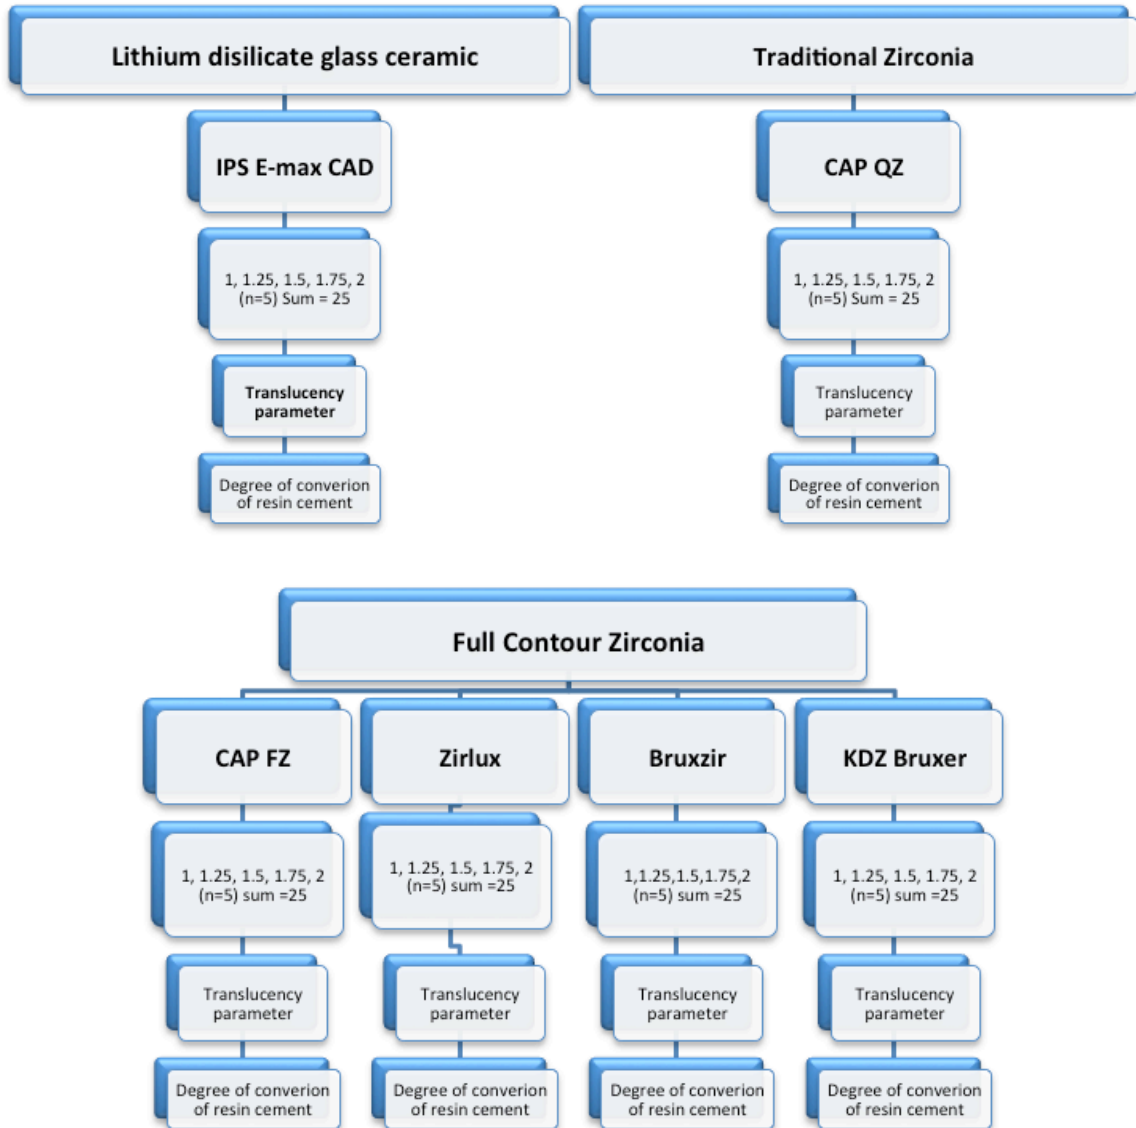 Lithium disilicate glass ceramic
Traditional Zirconia
IPS E-max CAD
CAP QZ
1, 1.25, 1.5, 1.75, 2
(n=5) Sum = 25
1, 1.25, 1.5, 1.75, 2
(n=5) Sum = 25
Translucency
parameter
Translucency
parameter
Degree of converion
of resin cement
Degree of converion
of resin cement
Full Contour Zirconia
CAP FZ
Zirlux
Bruxzir
KDZ Bruxer
1, 1.25, 1.5, 1.75, 2
(n=5) sum =25
1, 1.25, 1.5, 1.75, 2
(n=5) sum =25
1,1.25,1.5,1.75,2
(n=5) sum =25
1, 1.25, 1.5, 1.75, 2
(n=5) sum =25
Translucency
parameter
Translucency
parameter
Translucency
parameter
Translucency
parameter
Degree of converion
of resin cement
Degree of converion
of resin cement
Degree of converion
of resin cement
Degree of converion
of resin cement